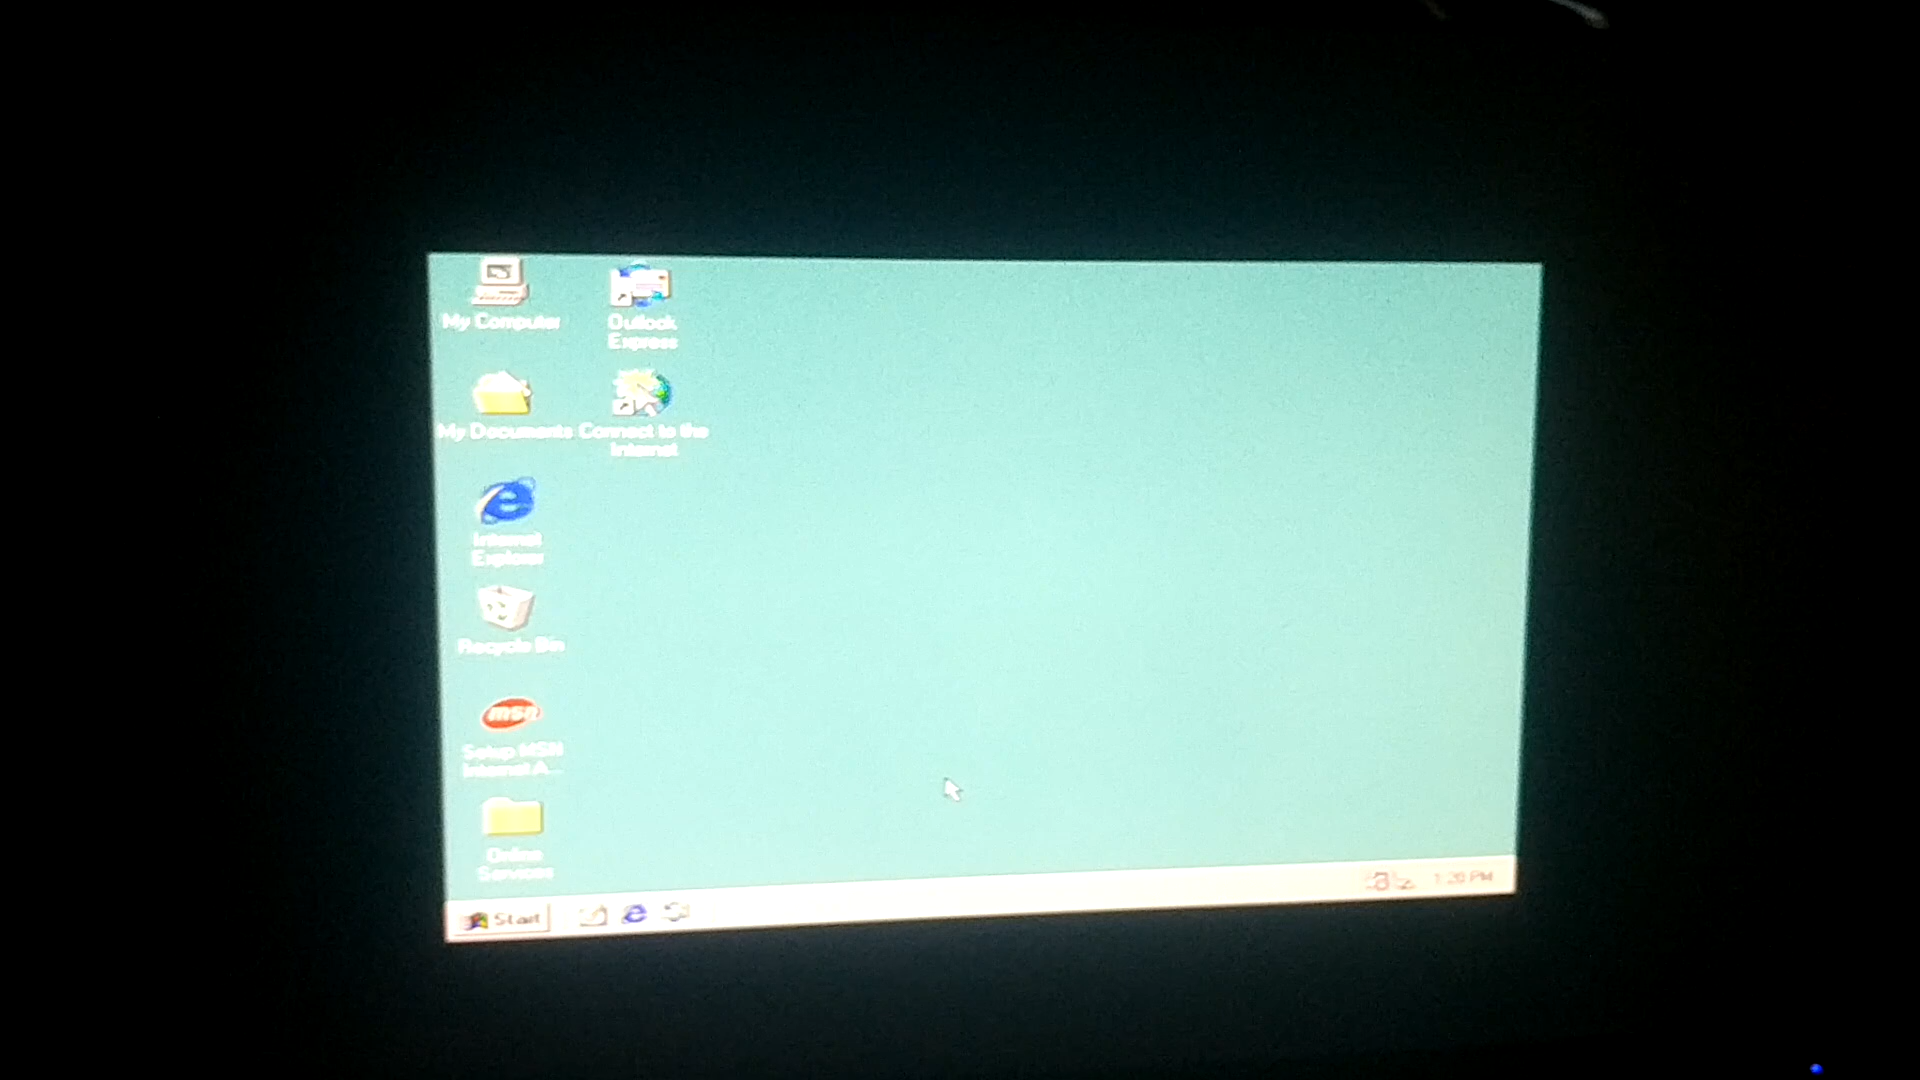 My Computer
Outlook
Express
My Documents
Connect to the
Internet
Internet
Explorer
Recycle Bin
msn
Setup MSN
Internet A...
Online
Services
Start